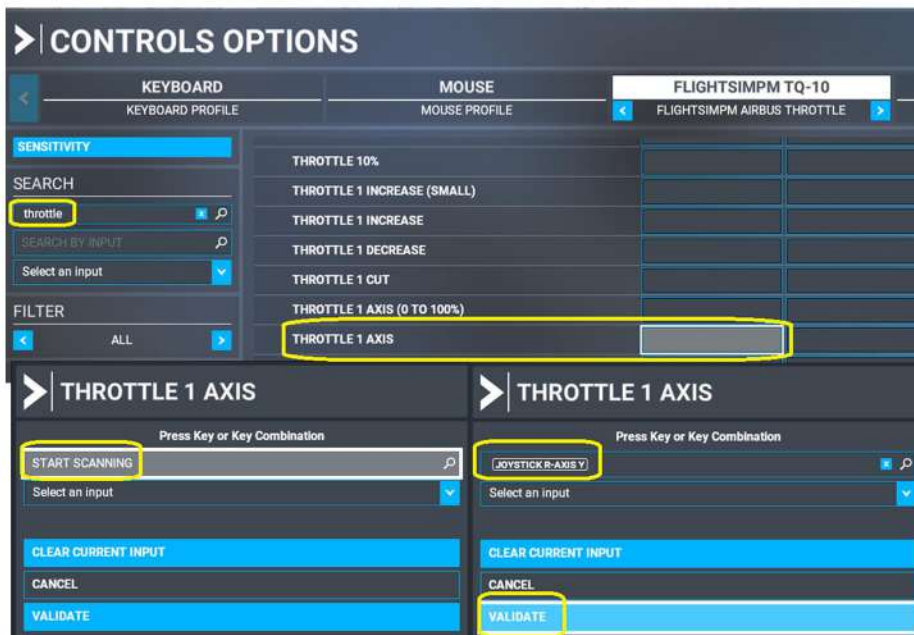 CONTROLS OPTIONS
KEYBOARD
KEYBOARD PROFILE
MOUSE
MOUSE PROFILE
FLIGHTSIMPM TQ-10
FLIGHTSIMPM AIRBUS THROTTLE
SENSITIVITY
SEARCH
throttle
SEARCH BY INPUT
Select an input
FILTER
ALL
THROTTLE 10%
THROTTLE 1 INCREASE (SMALL)
THROTTLE 1 INCREASE
THROTTLE 1 DECREASE
THROTTLE 1 CUT
THROTTLE 1 AXIS (0 TO 100%)
THROTTLE 1 AXIS
THROTTLE 1 AXIS
Press Key or Key Combination
START SCANNING
Select an input
CLEAR CURRENT INPUT
CANCEL
VALIDATE
THROTTLE 1 AXIS
Press Key or Key Combination
JOYSTICK R-AXIS Y
Select an input
CLEAR CURRENT INPUT
CANCEL
VALIDATE